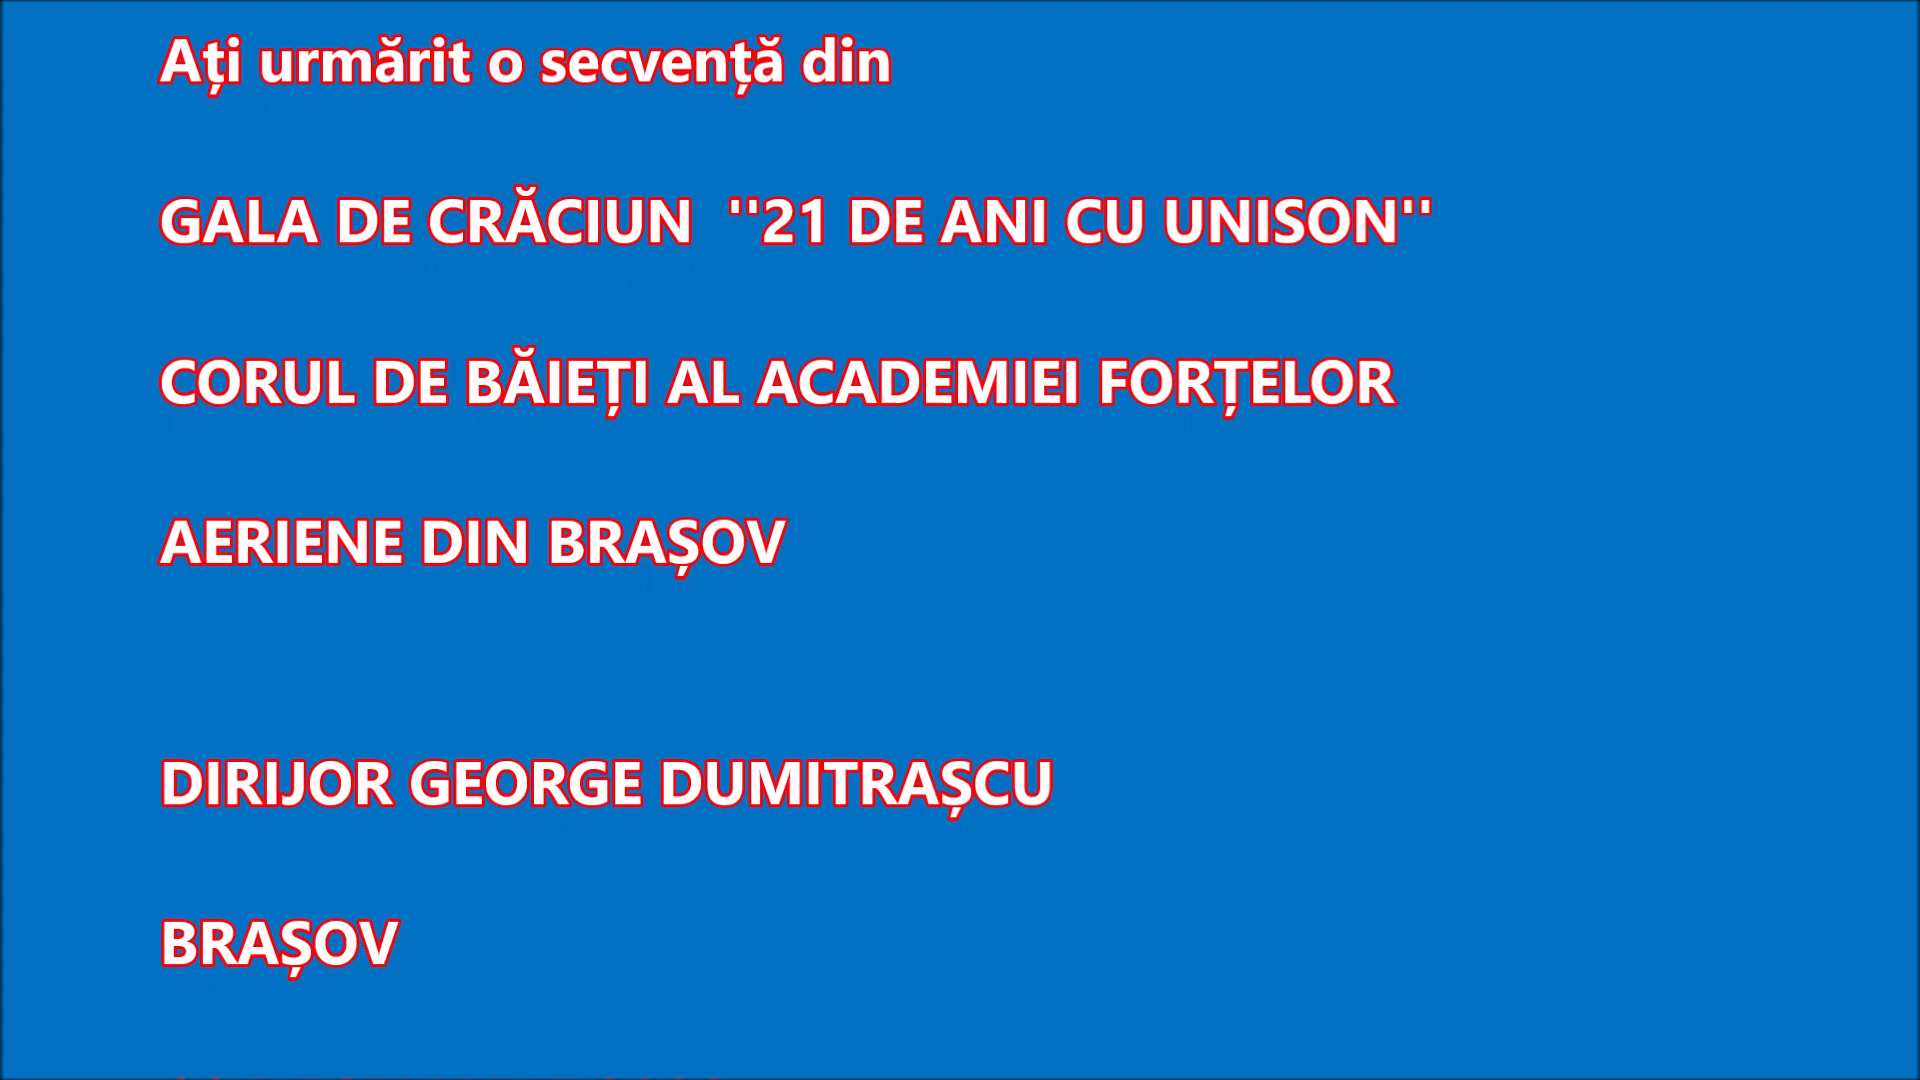 Ați urmărit o secvență din
GALA DE CRĂCIUN  ''21 DE ANI CU UNISON''
CORUL DE BĂIEȚI AL ACADEMIEI FORȚELOR
AERIENE DIN BRAȘOV
DIRIJOR GEORGE DUMITRAȘCU
BRAȘOV